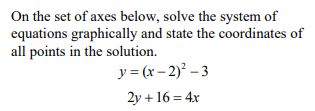 On the set of axes below, solve the system of
equations graphically and state the coordinates of
all points in the solution.
y = (x – 2)² – 3
2y + 16 = 4x